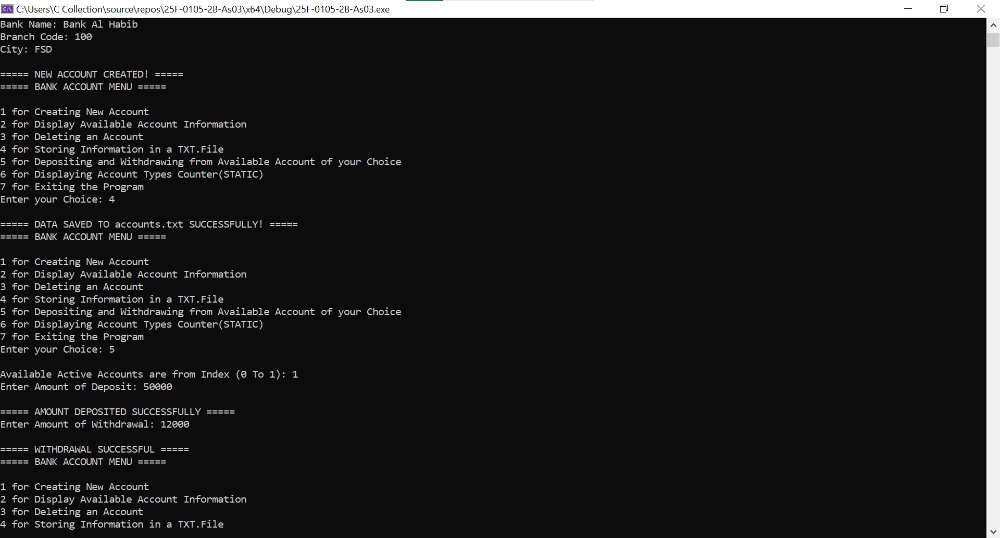 C:\Users\C Collection\source\repos\25F-0105-2B-As03\x64\Debug\25F-0105-2B-As03.exe
Bank Name: Bank Al Habib
Branch Code: 100
City: FSD
===== NEW ACCOUNT CREATED! =====
===== BANK ACCOUNT MENU =====
1 for Creating New Account
2 for Display Available Account Information
3 for Deleting an Account
4 for Storing Information in a TXT.File
5 for Depositing and Withdrawing from Available Account of your Choice
6 for Displaying Account Types Counter(STATIC)
7 for Exiting the Program
Enter your Choice: 4
===== DATA SAVED TO accounts.txt SUCCESSFULLY! =====
===== BANK ACCOUNT MENU =====
1 for Creating New Account
2 for Display Available Account Information
3 for Deleting an Account
4 for Storing Information in a TXT.File
5 for Depositing and Withdrawing from Available Account of your Choice
6 for Displaying Account Types Counter(STATIC)
7 for Exiting the Program
Enter your Choice: 5
Available Active Accounts are from Index (0 To 1): 1
Enter Amount of Deposit: 50000
===== AMOUNT DEPOSITED SUCCESSFULLY =====
Enter Amount of Withdrawal: 12000
===== WITHDRAWAL SUCCESSFUL =====
===== BANK ACCOUNT MENU =====
1 for Creating New Account
2 for Display Available Account Information
3 for Deleting an Account
4 for Storing Information in a TXT.File